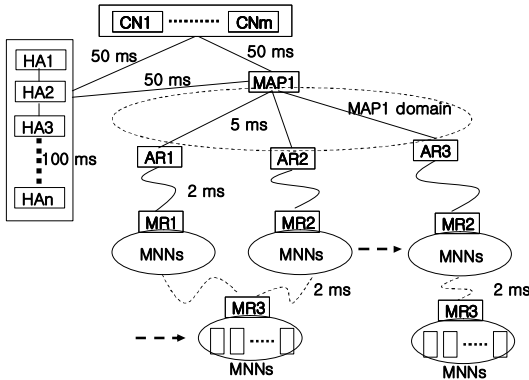 CN1 CNm
50 ms 50 ms
HA1
HA2
50 ms
MAP1
MAP1 domain
HA3
5 ms
100 ms
AR1 AR2 AR3
HAn
2 ms
MR1 MR2 MR2
MNNs MNNs MNNs
MR3 2 ms MR3 2 ms
MNNs MNNs